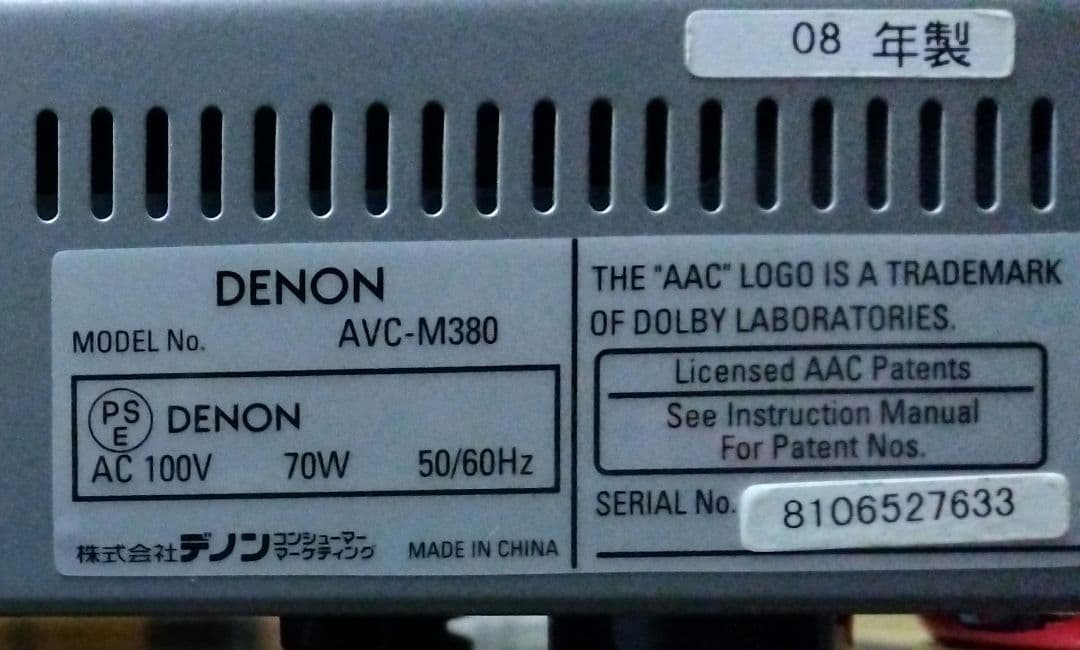 08 年製
DENON
MODEL No. AVC-M380
PSE DENON
AC 100V 70W 50/60Hz
株式会社デノン コンシューマー
マーケティング
MADE IN CHINA
THE "AAC" LOGO IS A TRADEMARK
OF DOLBY LABORATORIES.
Licensed AAC Patents
See Instruction Manual
For Patent Nos.
SERIAL No. 8106527633